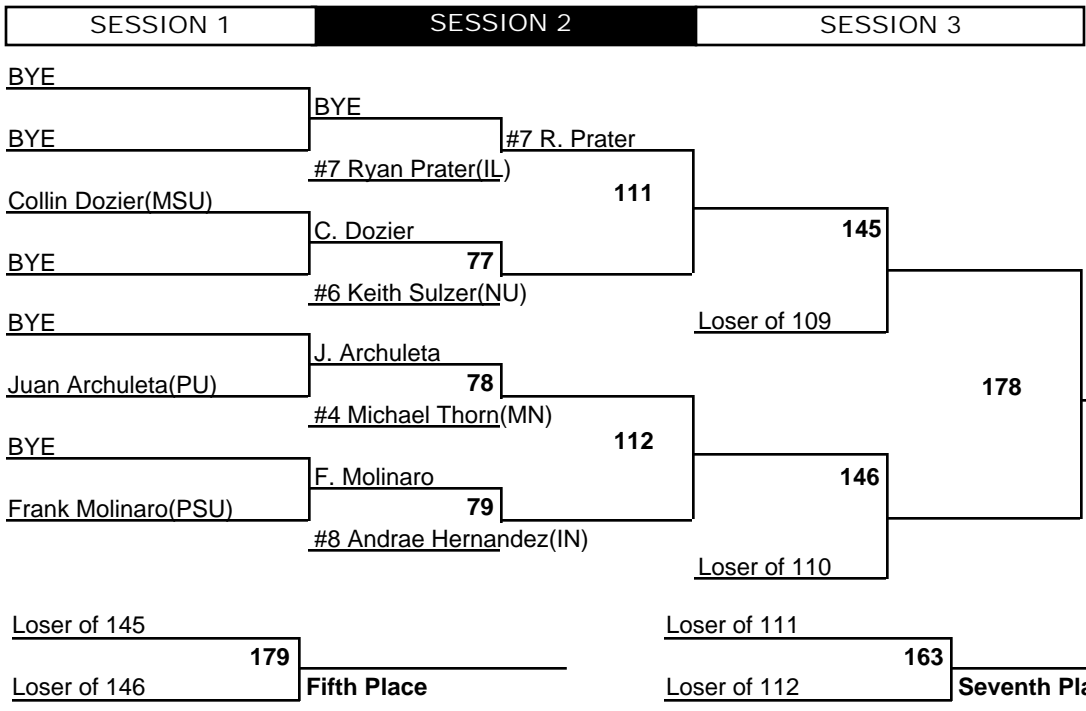 SESSION 1 SESSION 2 SESSION 3
BYE
BYE
BYE
#7 R. Prater
#7 Ryan Prater(IL)
111
Collin Dozier(MSU)
C. Dozier
145
BYE
77
#6 Keith Sulzer(NU)
BYE
Loser of 109
J. Archuleta
Juan Archuleta(PU)
78
178
#4 Michael Thorn(MN)
BYE
112
F. Molinaro
146
Frank Molinaro(PSU)
79
#8 Andrae Hernandez(IN)
Loser of 110
Loser of 145
179
Loser of 146
Fifth Place
Loser of 111
163
Loser of 112
Seventh Pla